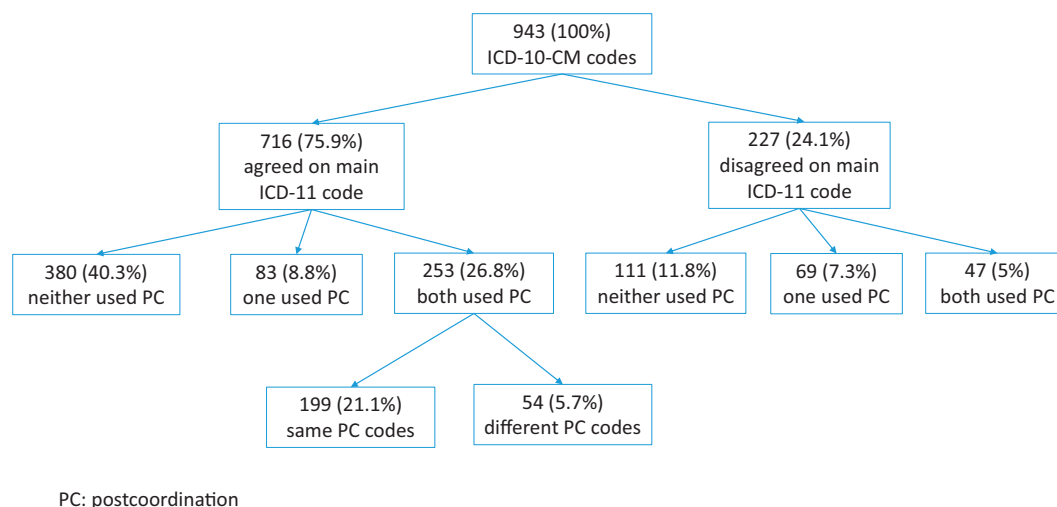 943 (100%)
ICD-10-CM codes
716 (75.9%)
agreed on main
ICD-11 code
227 (24.1%)
disagreed on main
ICD-11 code
380 (40.3%)
neither used PC
83 (8.8%)
one used PC
253 (26.8%)
both used PC
111 (11.8%)
neither used PC
69 (7.3%)
one used PC
47 (5%)
both used PC
199 (21.1%)
same PC codes
54 (5.7%)
different PC codes
PC: postcoordination